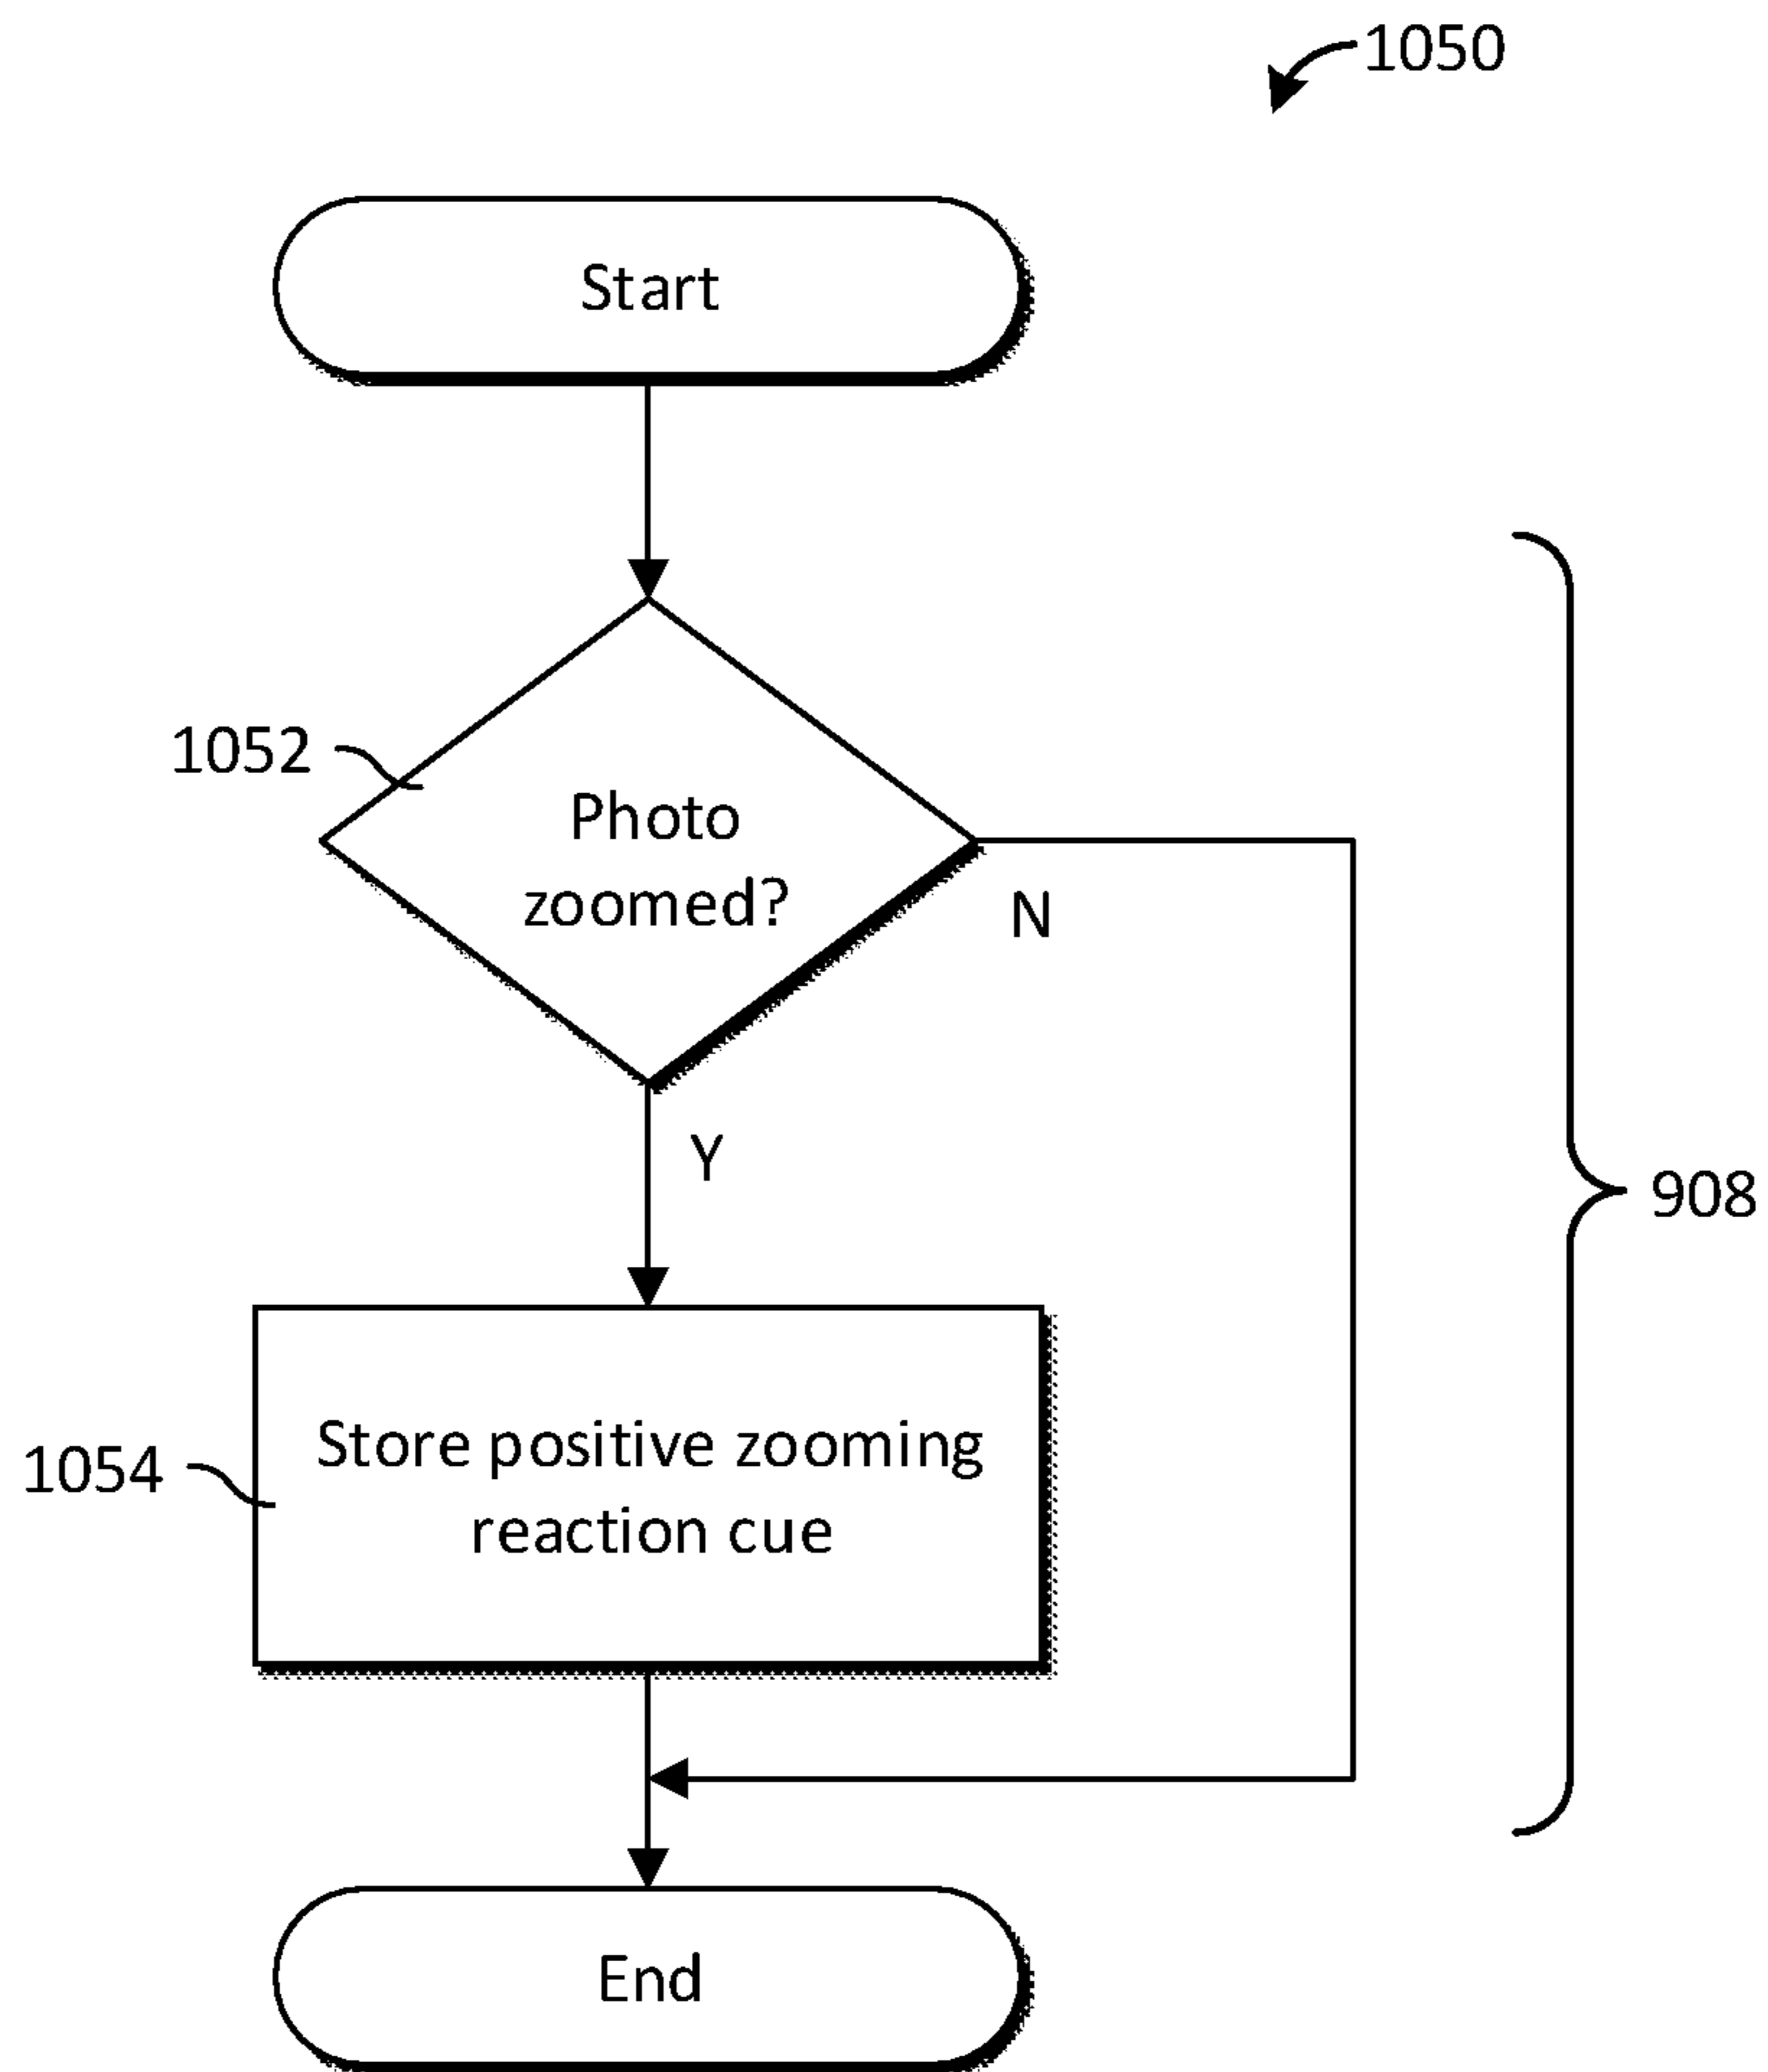 1050
Start
1052
Photo
zoomed?
N
Y
908
Store positive zooming
reaction cue
1054
End